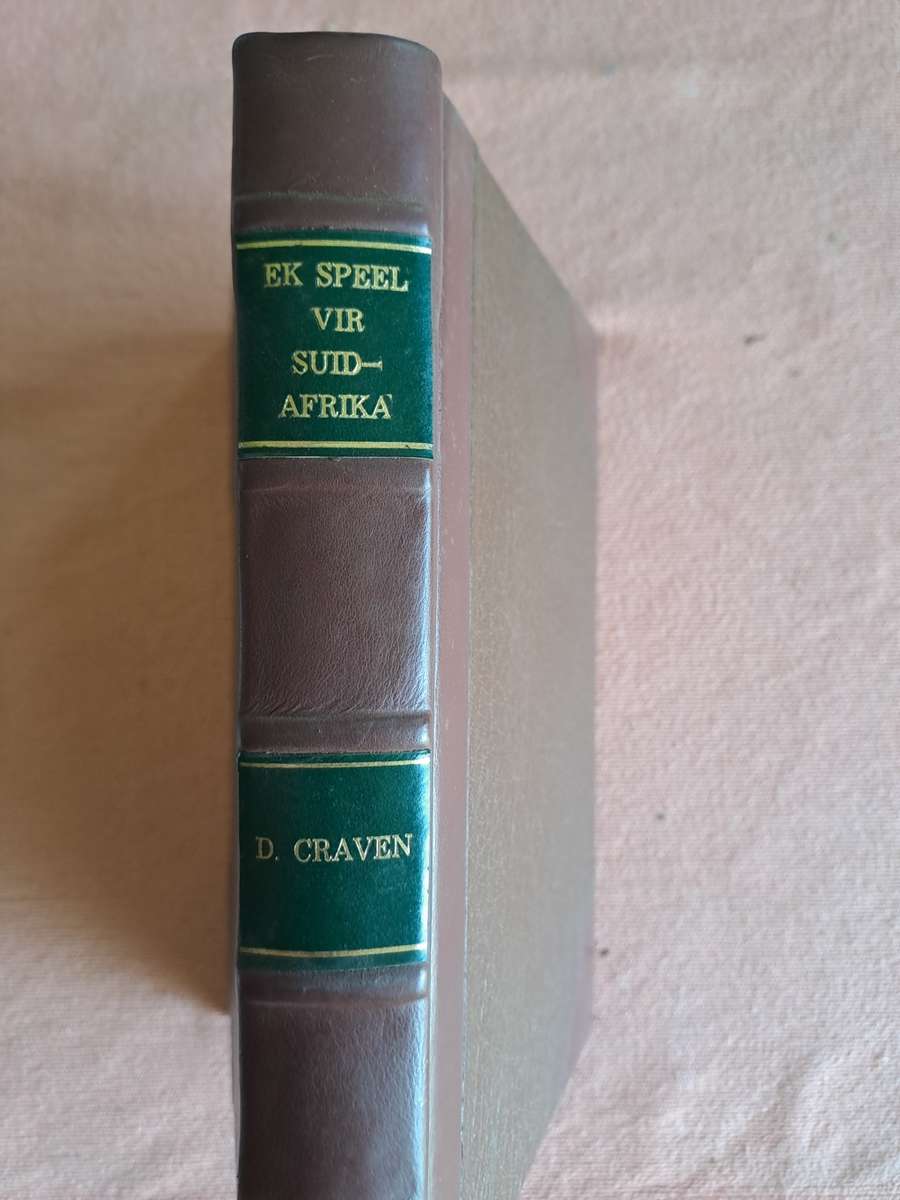 EK SPEEL
VIR
SUID-
AFRIKA
D. CRAVEN